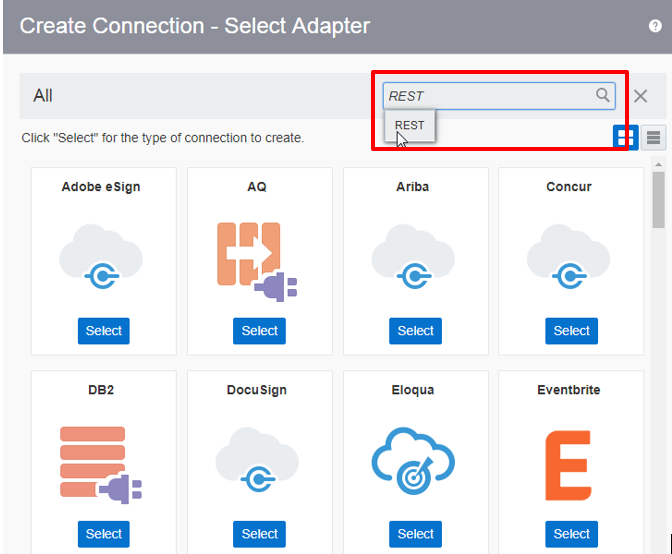 Create Connection - Select Adapter
?
All
REST
REST
Click "Select" for the type of connection to create.
Adobe eSign
AQ
Ariba
Concur
Select
Select
Select
Select
DB2
DocuSign
Eloqua
Eventbrite
Select
Select
Select
Select